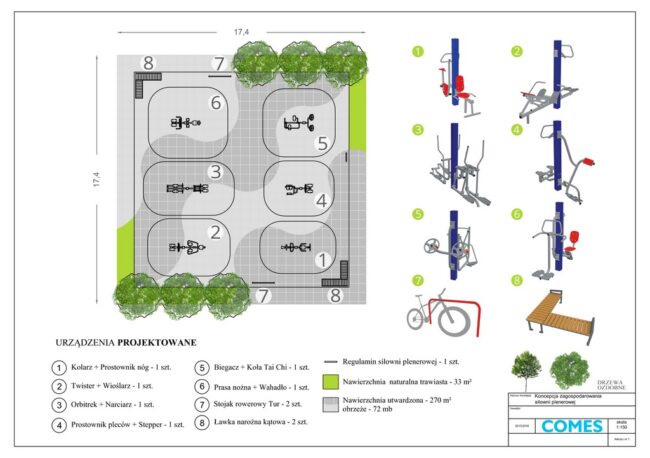 17,4
17,4
8
7
6
5
3
4
2
1
7
8
1
2
3
4
5
6
7
8
URZĄDZENIA PROJEKTOWANE
1 Kolarz + Prostownik nóg - 1 szt.
2 Twister + Wioślarz - 1 szt.
3 Orbitrek + Narciarz - 1 szt.
4 Prostownik pleców + Stepper - 1 szt.
5 Biegacz + Koła Tai Chi - 1 szt.
6 Prasa nożna + Wahadło - 1 szt.
7 Stojak rowerowy Tur - 2 szt.
8 Ławka narożna kątowa - 2 szt.
Regulamin siłowni plenerowej - 1 szt.
Nawierzchnia naturalna trawiasta - 33 m²
Nawierzchnia utwardzona - 270 m²
obrzeże - 72 mb
DRZEWA
OZDOBNE
Koncepcja zagospodarowania
siłowni plenerowej
COMES
skala
1:150